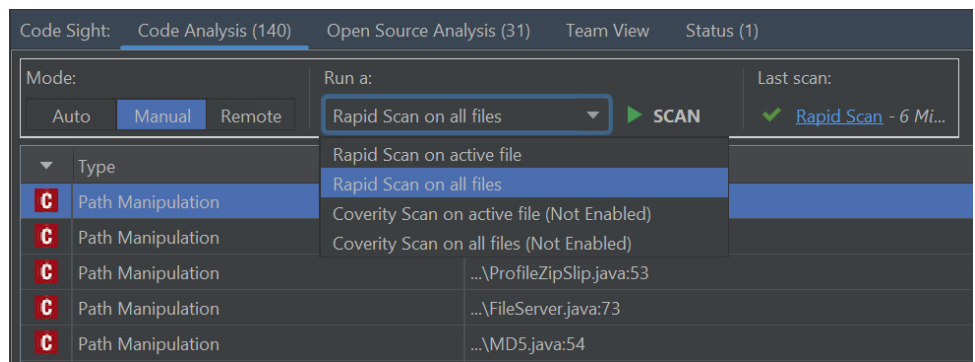 Code Sight: Code Analysis (140) Open Source Analysis (31) Team View Status (1)
Mode: Run a: Last scan:
Auto Manual Remote Rapid Scan on all files SCAN Rapid Scan - 6 Mi...
Rapid Scan on active file
Type
Rapid Scan on all files
C Path Manipulation
Coverity Scan on active file (Not Enabled)
C Path Manipulation
Coverity Scan on all files (Not Enabled)
C Path Manipulation ...\ProfileZipSlip.java:53
C Path Manipulation ...\FileServer.java:73
C Path Manipulation ...\MD5.java:54